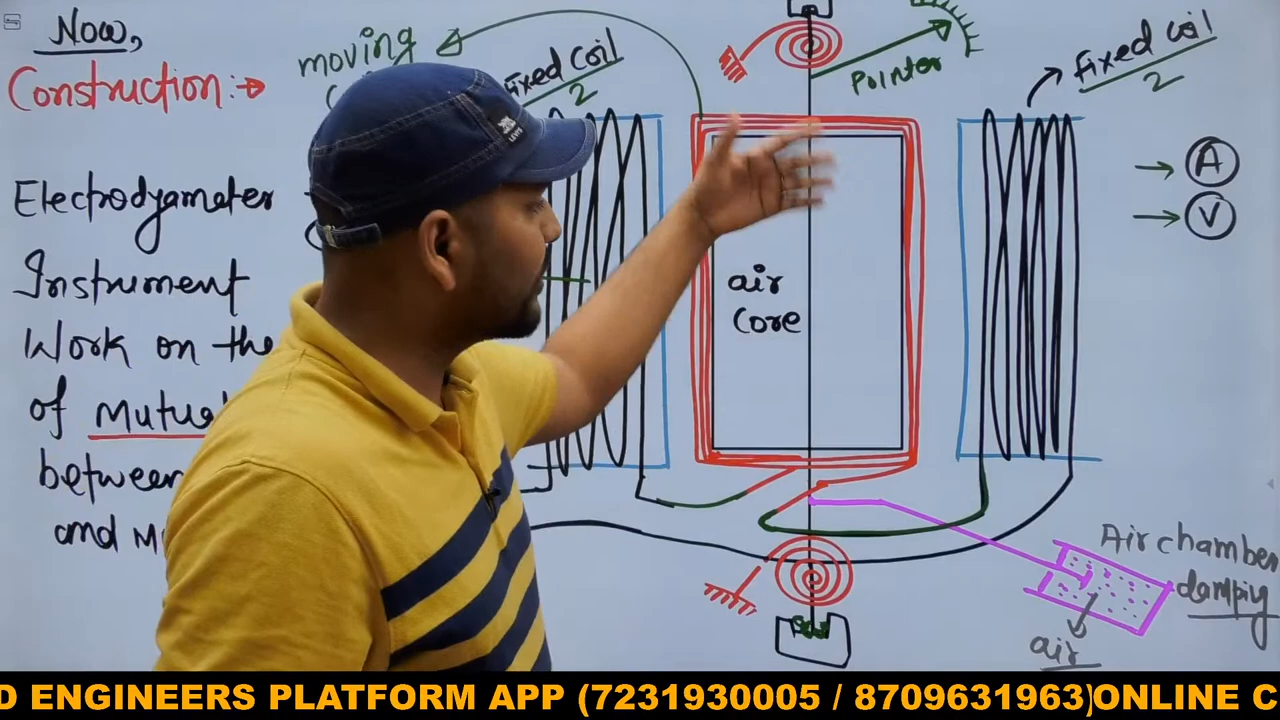 Now,
Construction:→
Electrodyameter
Instrument
Work on the
of
between
and
moving
Fixed Coil
2
Pointer
fixed coil
2
A
V
air
Core
Air chamber
damping
air
LEVIS
D ENGINEERS PLATFORM APP (7231930005 / 8709631963)ONLINE C